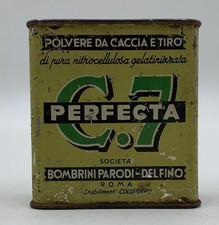 POLVERE DA CACCIA E TIRO
di pura nitrocellulosa gelatinizzata
C.7
PERFECTA
SOCIETÀ
BOMBRINI PARODI-DELFINO
ROMA
Stabilimenti COLLEFERRO